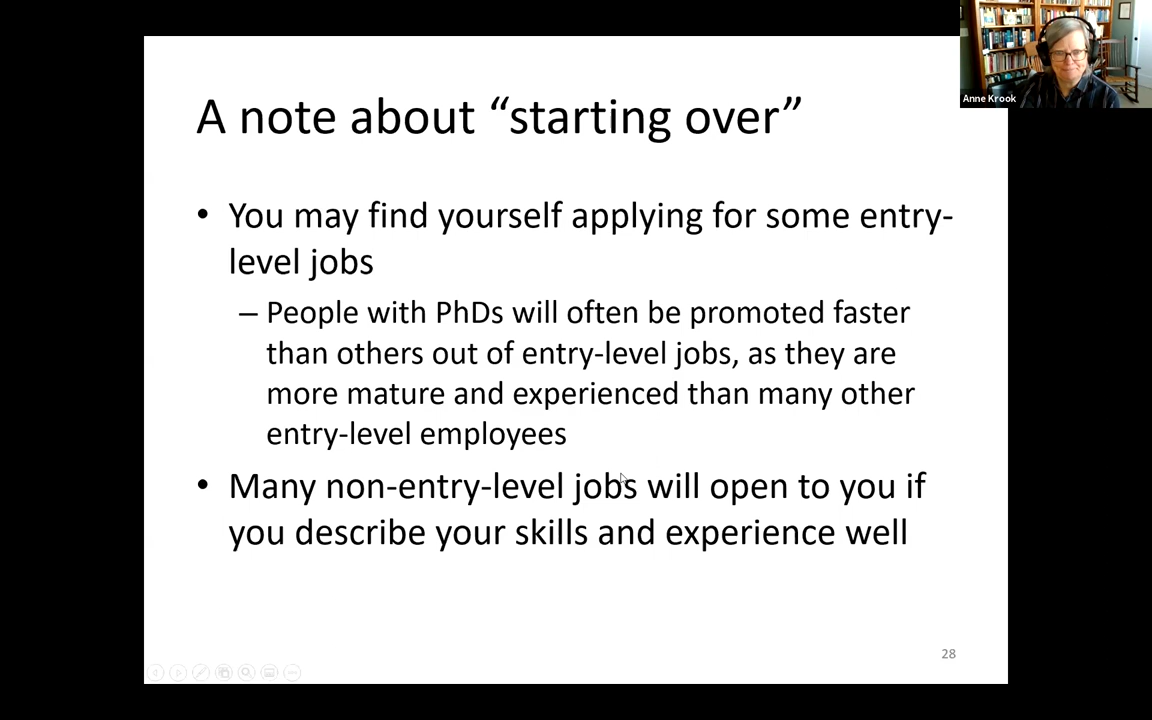 A note about “starting over”
• You may find yourself applying for some entry-
level jobs
– People with PhDs will often be promoted faster
than others out of entry-level jobs, as they are
more mature and experienced than many other
entry-level employees
• Many non-entry-level jobs will open to you if
you describe your skills and experience well
28
Anne Krook